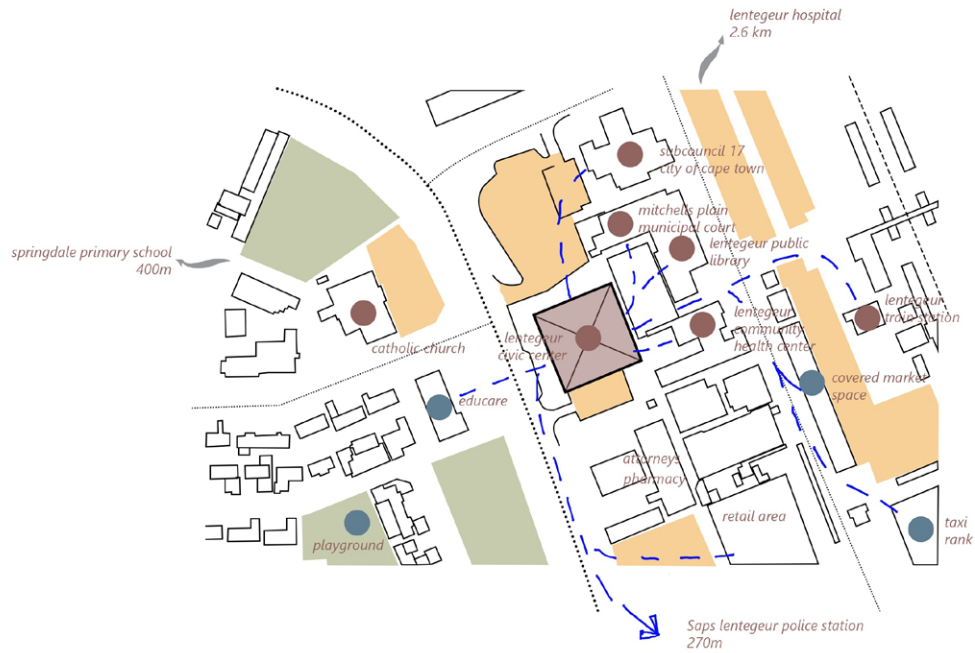 lentegeur hospital
2.6 km
subcouncil 17
city of cape town
mitchells plain
municipal court
lentegeur public
library
springdale primary school
400m
lentegeur
train station
lentegeur
community
health center
lentegeur
civic center
catholic church
covered market
space
educare
attorneys
pharmacy
retail area
taxi
rank
playground
Saps lentegeur police station
270m